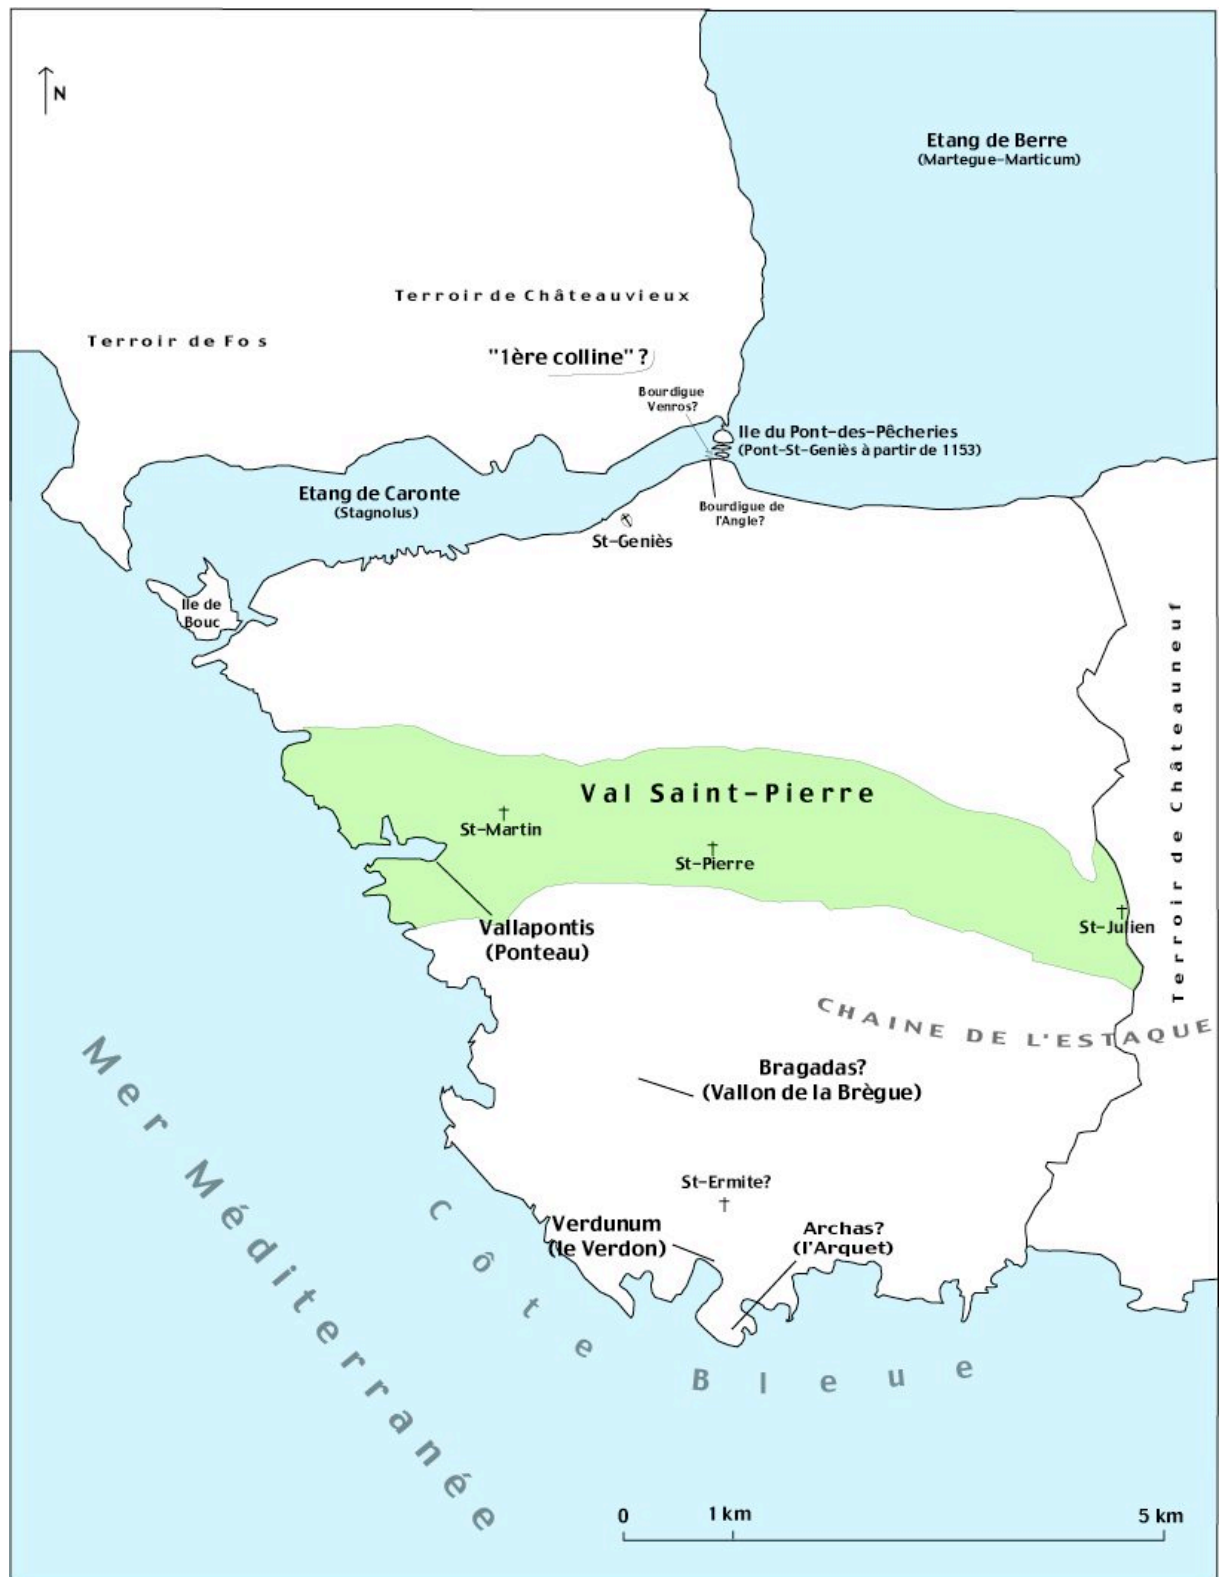 N
Etang de Berre
(Martegue-Marticum)
Terroir de Châteauvieux
Terroir de Fos
"1ère colline" ?
Bourdigue
Venros?
Ile du Pont-des-Pêcheries
(Pont-St-Geniès à partir de 1153)
Etang de Caronte
(Stagnolus)
Bourdigue de
l'Angle?
St-Geniès
Ile de
Bouc
Terroir de Châteauneuf
Val Saint-Pierre
St-Martin
St-Pierre
St-Julien
Vallapontis
(Ponteau)
CHAINE DE L'ESTAQUE
Bragadas?
(Vallon de la Brègue)
Mer Méditerranée
St-Ermite?
Verdunum
(le Verdon)
Archas?
(l'Arquet)
Côte Bleue
0 1 km 5 km